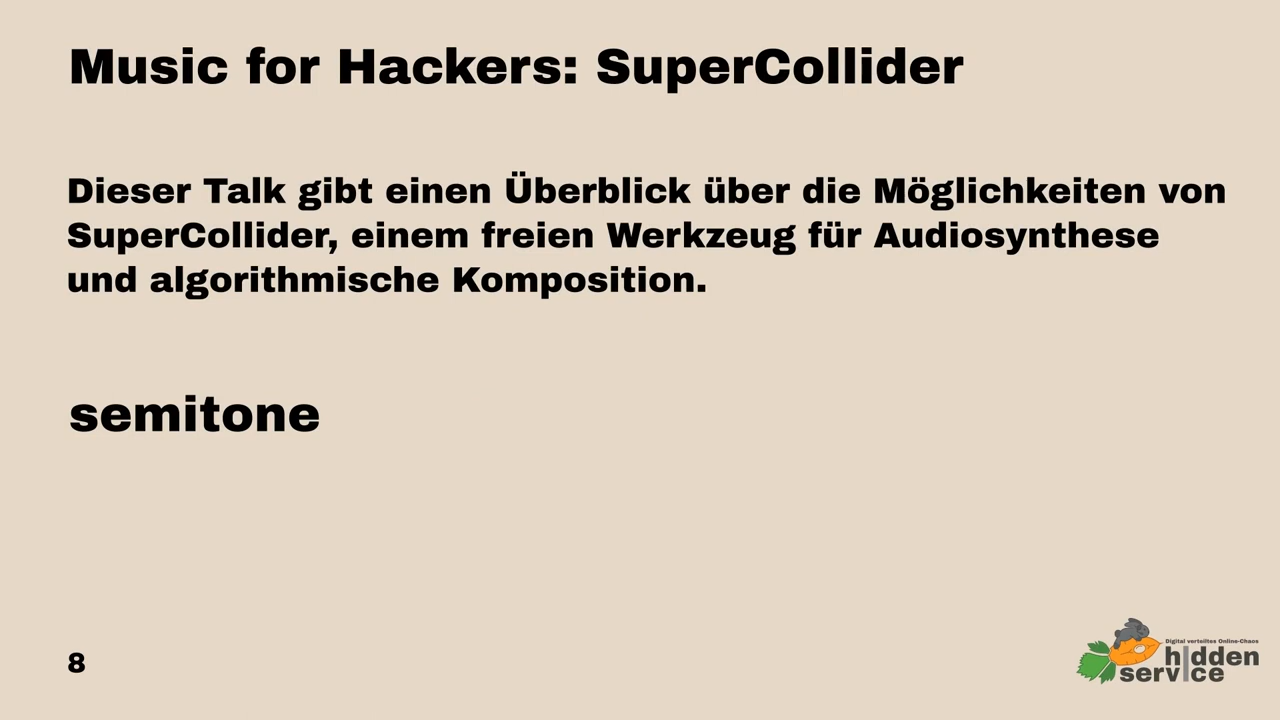 Music for Hackers: SuperCollider
Dieser Talk gibt einen Überblick über die Möglichkeiten von
SuperCollider, einem freien Werkzeug für Audiosynthese
und algorithmische Komposition.
semitone
8
Digital verteiltes Online-Chaos
hidden
service